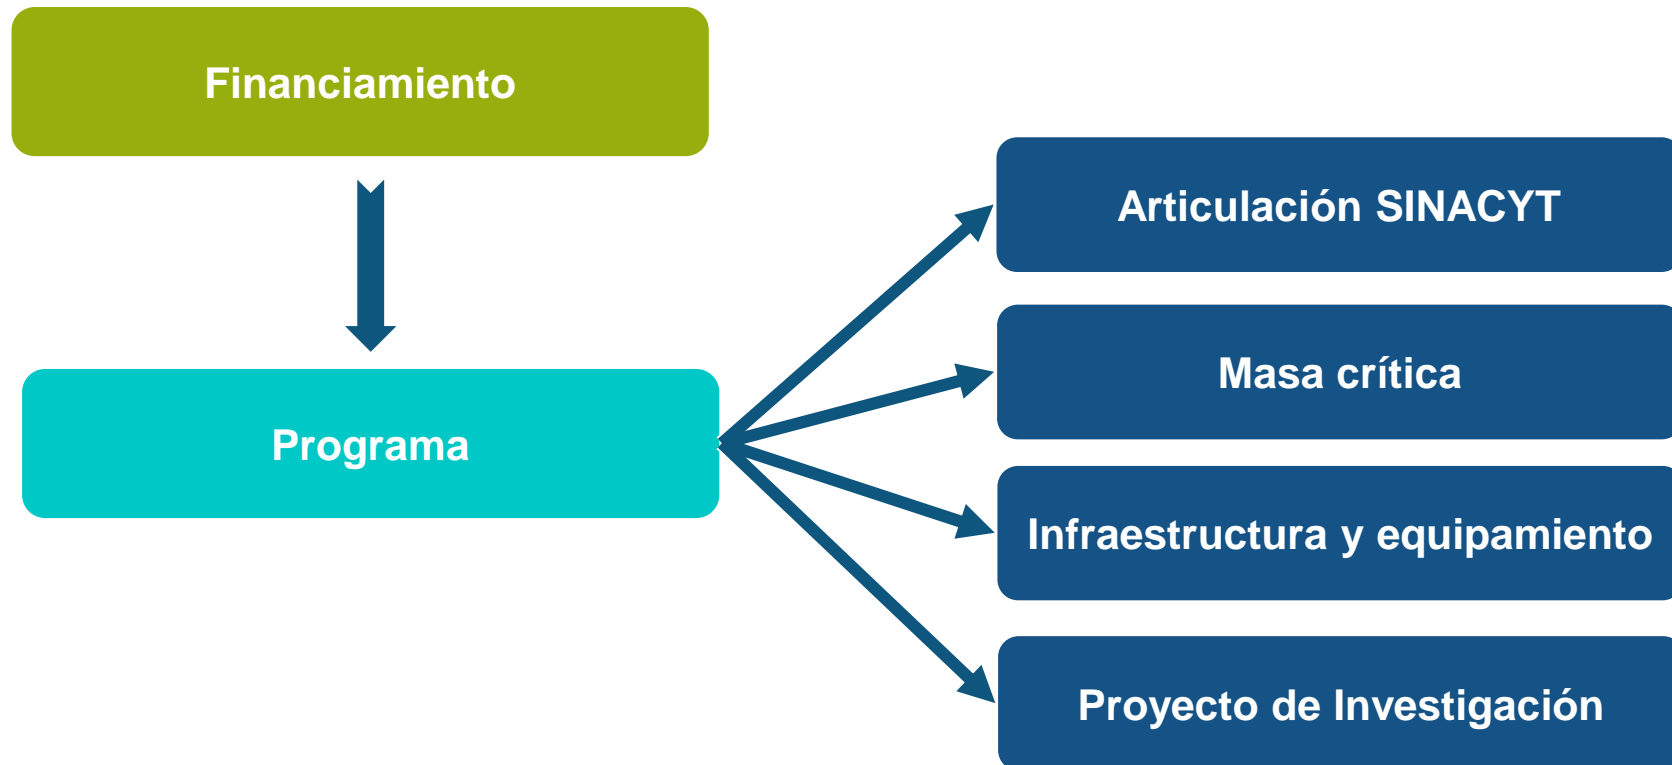 Financiamiento
Articulación SINACYT
Masa crítica
Programa
Infraestructura y equipamiento
Proyecto de Investigación